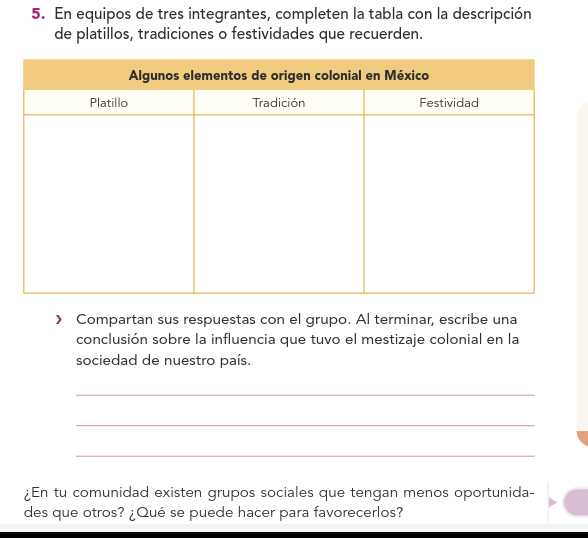 5. En equipos de tres integrantes, completen la tabla con la descripción
de platillos, tradiciones o festividades que recuerden.
Algunos elementos de origen colonial en México
Platillo Tradición Festividad
Compartan sus respuestas con el grupo. Al terminar, escribe una
conclusión sobre la influencia que tuvo el mestizaje colonial en la
sociedad de nuestro país.
¿En tu comunidad existen grupos sociales que tengan menos oportunida-
des que otros? ¿Qué se puede hacer para favorecerlos?